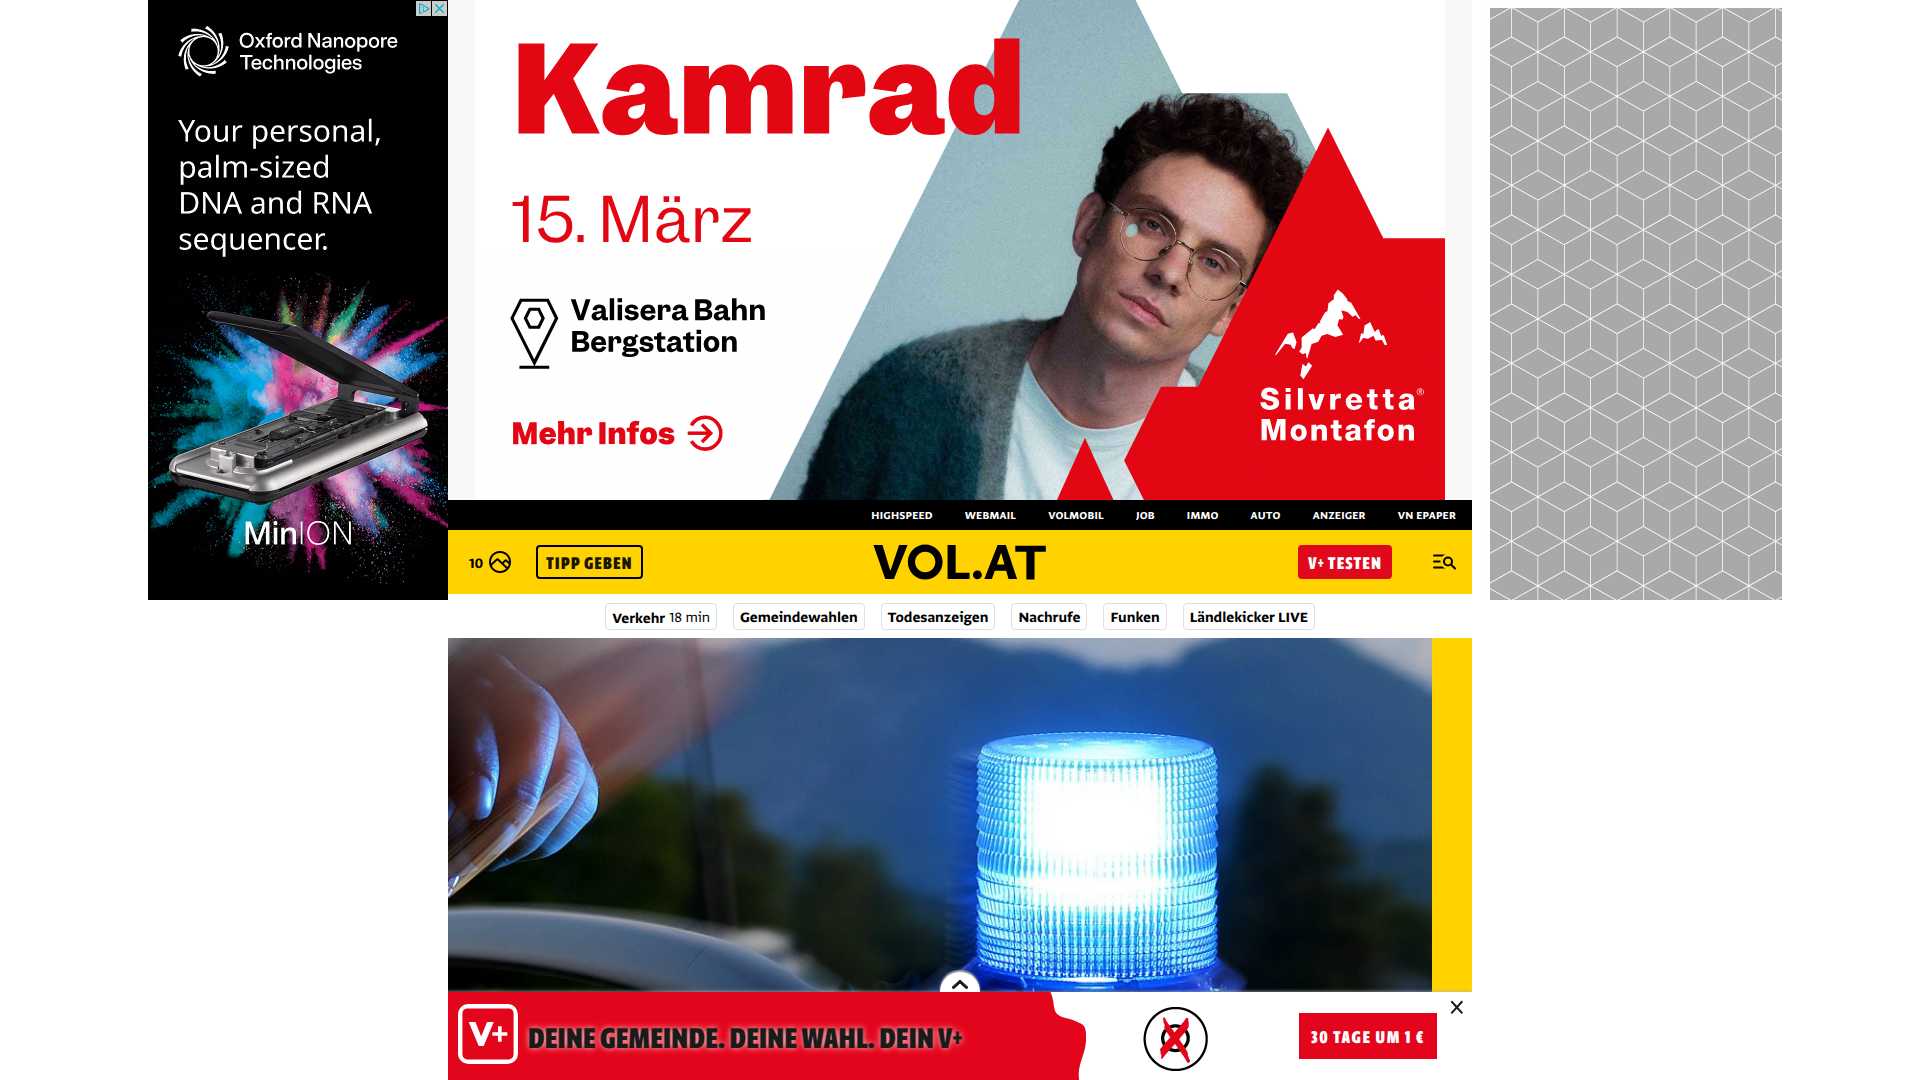 Oxford Nanopore
Technologies
Your personal,
palm-sized
DNA and RNA
sequencer.
MinION
Kamrad
15. März
Valisera Bahn
Bergstation
Mehr Infos
Silvretta®
Montafon
HIGHSPEED WEBMAIL VOLMOBIL JOB IMMO AUTO ANZEIGER VN EPAPER
10 TIPP GEBEN VOL.AT V+ TESTEN
Verkehr 18 min Gemeindewahlen Todesanzeigen Nachrufe Funken Ländlekicker LIVE
V+ DEINE GEMEINDE. DEINE WAHL. DEIN V+ 30 TAGE UM 1 €